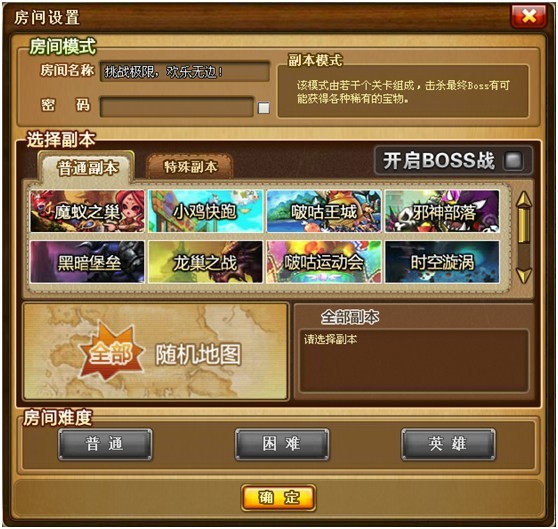 房间设置
房间模式
房间名称 挑战极限，欢乐无边！
密 码
副本模式
该模式由若干个关卡组成，击杀最终Boss有可
能获得各种稀有的宝物。
选择副本
普通副本 特殊副本 开启BOSS战
魔蚁之巢 小鸡快跑 啵咕王城 邪神部落
黑暗堡垒 龙巢之战 啵咕运动会 时空旋涡
全部 随机地图
全部副本
请选择副本
房间难度
普 通 困 难 英 雄
确 定